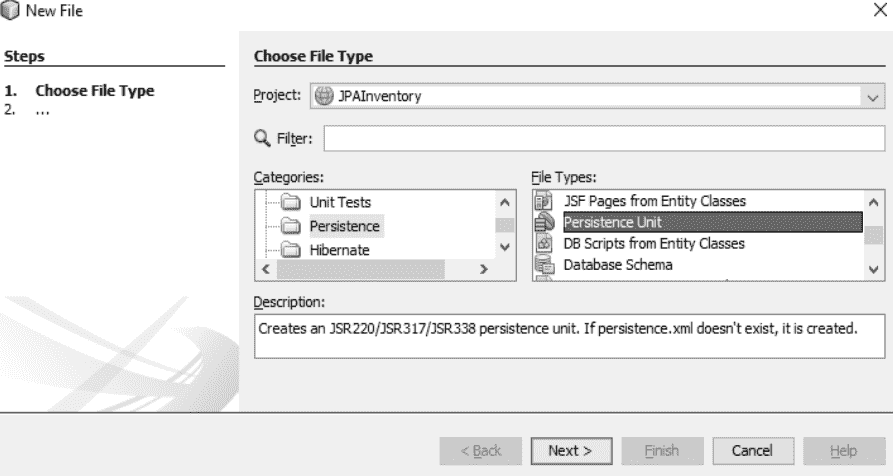 New File
Steps
1. Choose File Type
2. ...
Choose File Type
Project: JPAInventory
Filter:
Categories:
Unit Tests
Persistence
Hibernate
File Types:
JSF Pages from Entity Classes
Persistence Unit
DB Scripts from Entity Classes
Database Schema
Description:
Creates an JSR220/JSR317/JSR338 persistence unit. If persistence.xml doesn't exist, it is created.
< Back Next > Finish Cancel Help